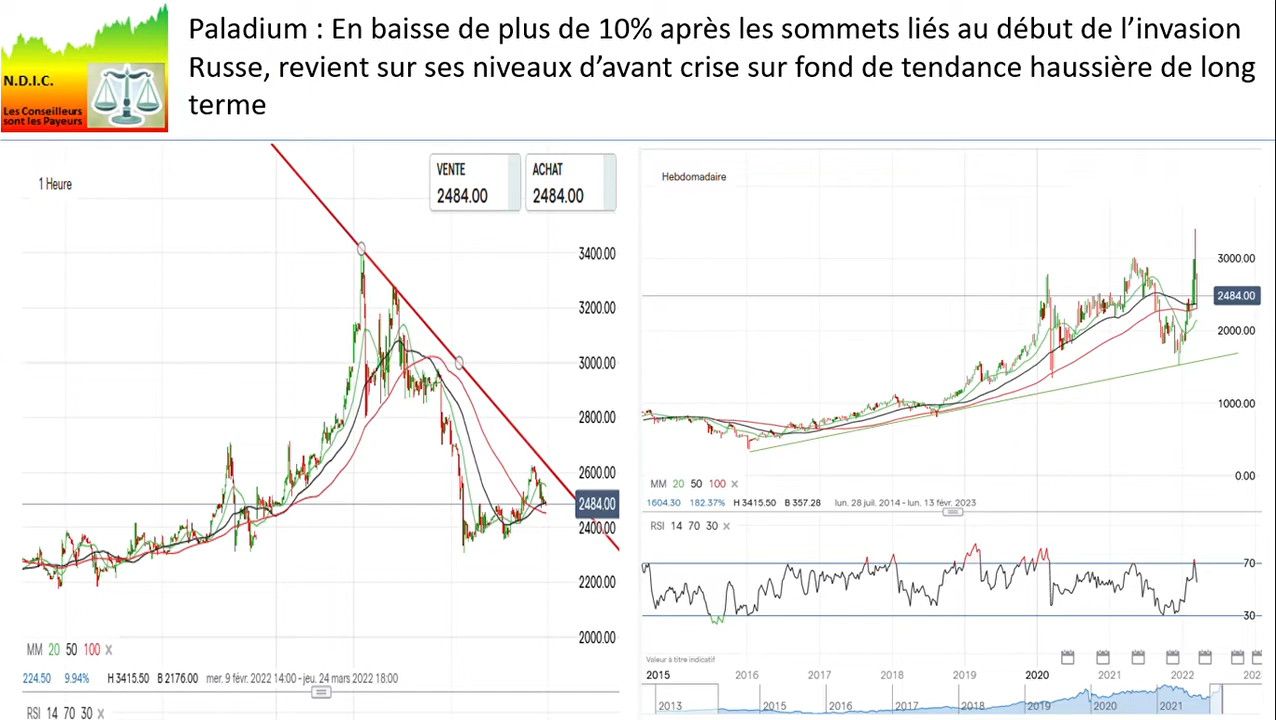 Paladium : En baisse de plus de 10% après les sommets liés au début de l’invasion
Russe, revient sur ses niveaux d’avant crise sur fond de tendance haussière de long
terme
N.D.I.C.
Les Conseilleurs
sont les Payeurs
1 Heure
VENTE
2484.00
ACHAT
2484.00
3400.00
3200.00
3000.00
2800.00
2600.00
2484.00
2400.00
2200.00
2000.00
MM 20 50 100 ×
224.50 9.94% H 3415.50 B 2176.00 mer. 9 févr. 2022 14:00 - jeu. 24 mars 2022 18:00
RSI 14 70 30 ×
Hebdomadaire
3000.00
2484.00
2000.00
1000.00
0.00
MM 20 50 100 ×
1604.30 182.37% H 3415.50 B 357.28 lun. 28 juil. 2014 - lun. 13 févr. 2023
RSI 14 70 30 ×
70
30
Valeur à titre indicatif
2015 2016 2017 2018 2019 2020 2021 2022 202
2013 2015 2016 2017 2018 2019 2020 2021